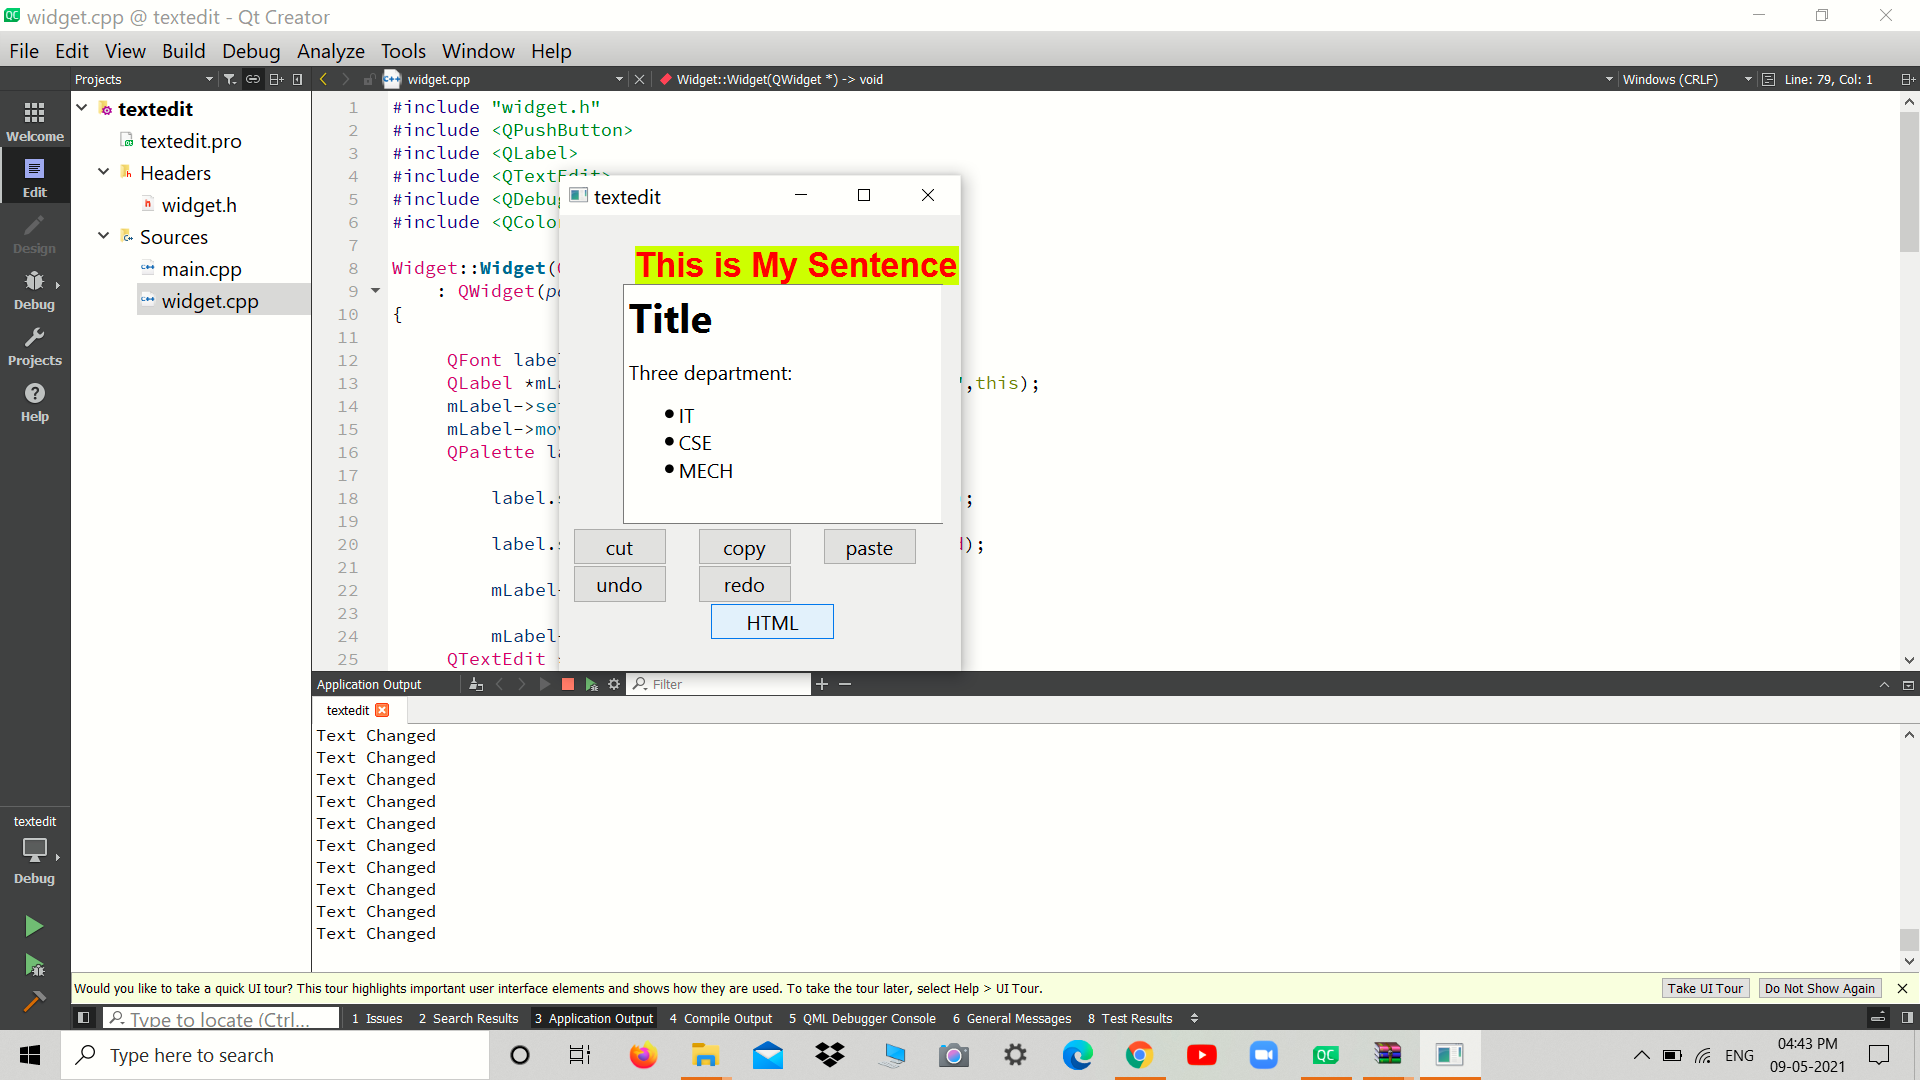 widget.cpp @ textedit - Qt Creator
File Edit View Build Debug Analyze Tools Window Help
Projects widget.cpp Widget::Widget(QWidget *) -> void Windows (CRLF) Line: 79, Col: 1
Welcome
Edit
Design
Debug
Projects
Help
textedit
textedit.pro
Headers
widget.h
Sources
main.cpp
widget.cpp
1 #include "widget.h"
2 #include <QPushButton>
3 #include <QLabel>
4 #include <QTextEdit>
5 #include <QDebu
6 #include <QColo
7
8 Widget::Widget(
9 : QWidget(p
10 {
11
12 QFont labe
13 QLabel *mL ",this);
14 mLabel->se
15 mLabel->mo
16 QPalette l
17
18 label.s ;
19
20 label.s );
21
22 mLabel-
23
24 mLabel-
25 QTextEdit
textedit
This is My Sentence
Title
Three department:
• IT
• CSE
• MECH
cut copy paste
undo redo
HTML
Application Output Filter
textedit
Text Changed
Text Changed
Text Changed
Text Changed
Text Changed
Text Changed
Text Changed
Text Changed
Text Changed
Text Changed
textedit
Debug
Would you like to take a quick UI tour? This tour highlights important user interface elements and shows how they are used. To take the tour later, select Help > UI Tour. Take UI Tour Do Not Show Again
Type to locate (Ctrl... 1 Issues 2 Search Results 3 Application Output 4 Compile Output 5 QML Debugger Console 6 General Messages 8 Test Results
Type here to search
QC
ENG
04:43 PM
09-05-2021